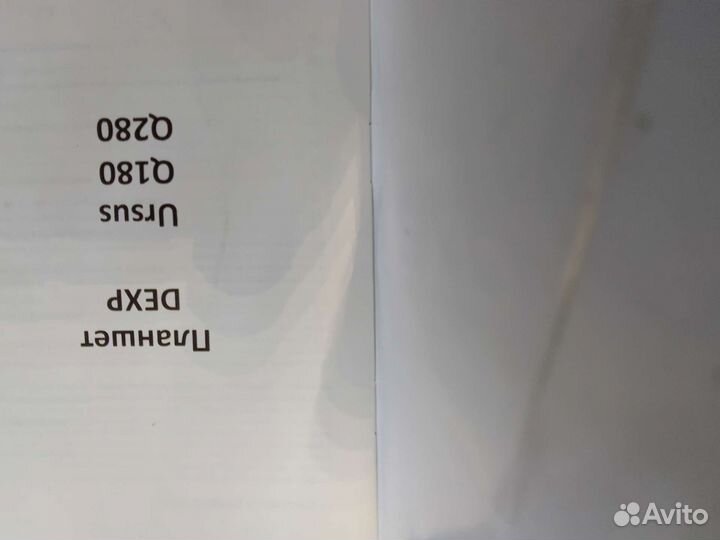 Планшет
DEXP
Ursus
Q180
Q280
Avito